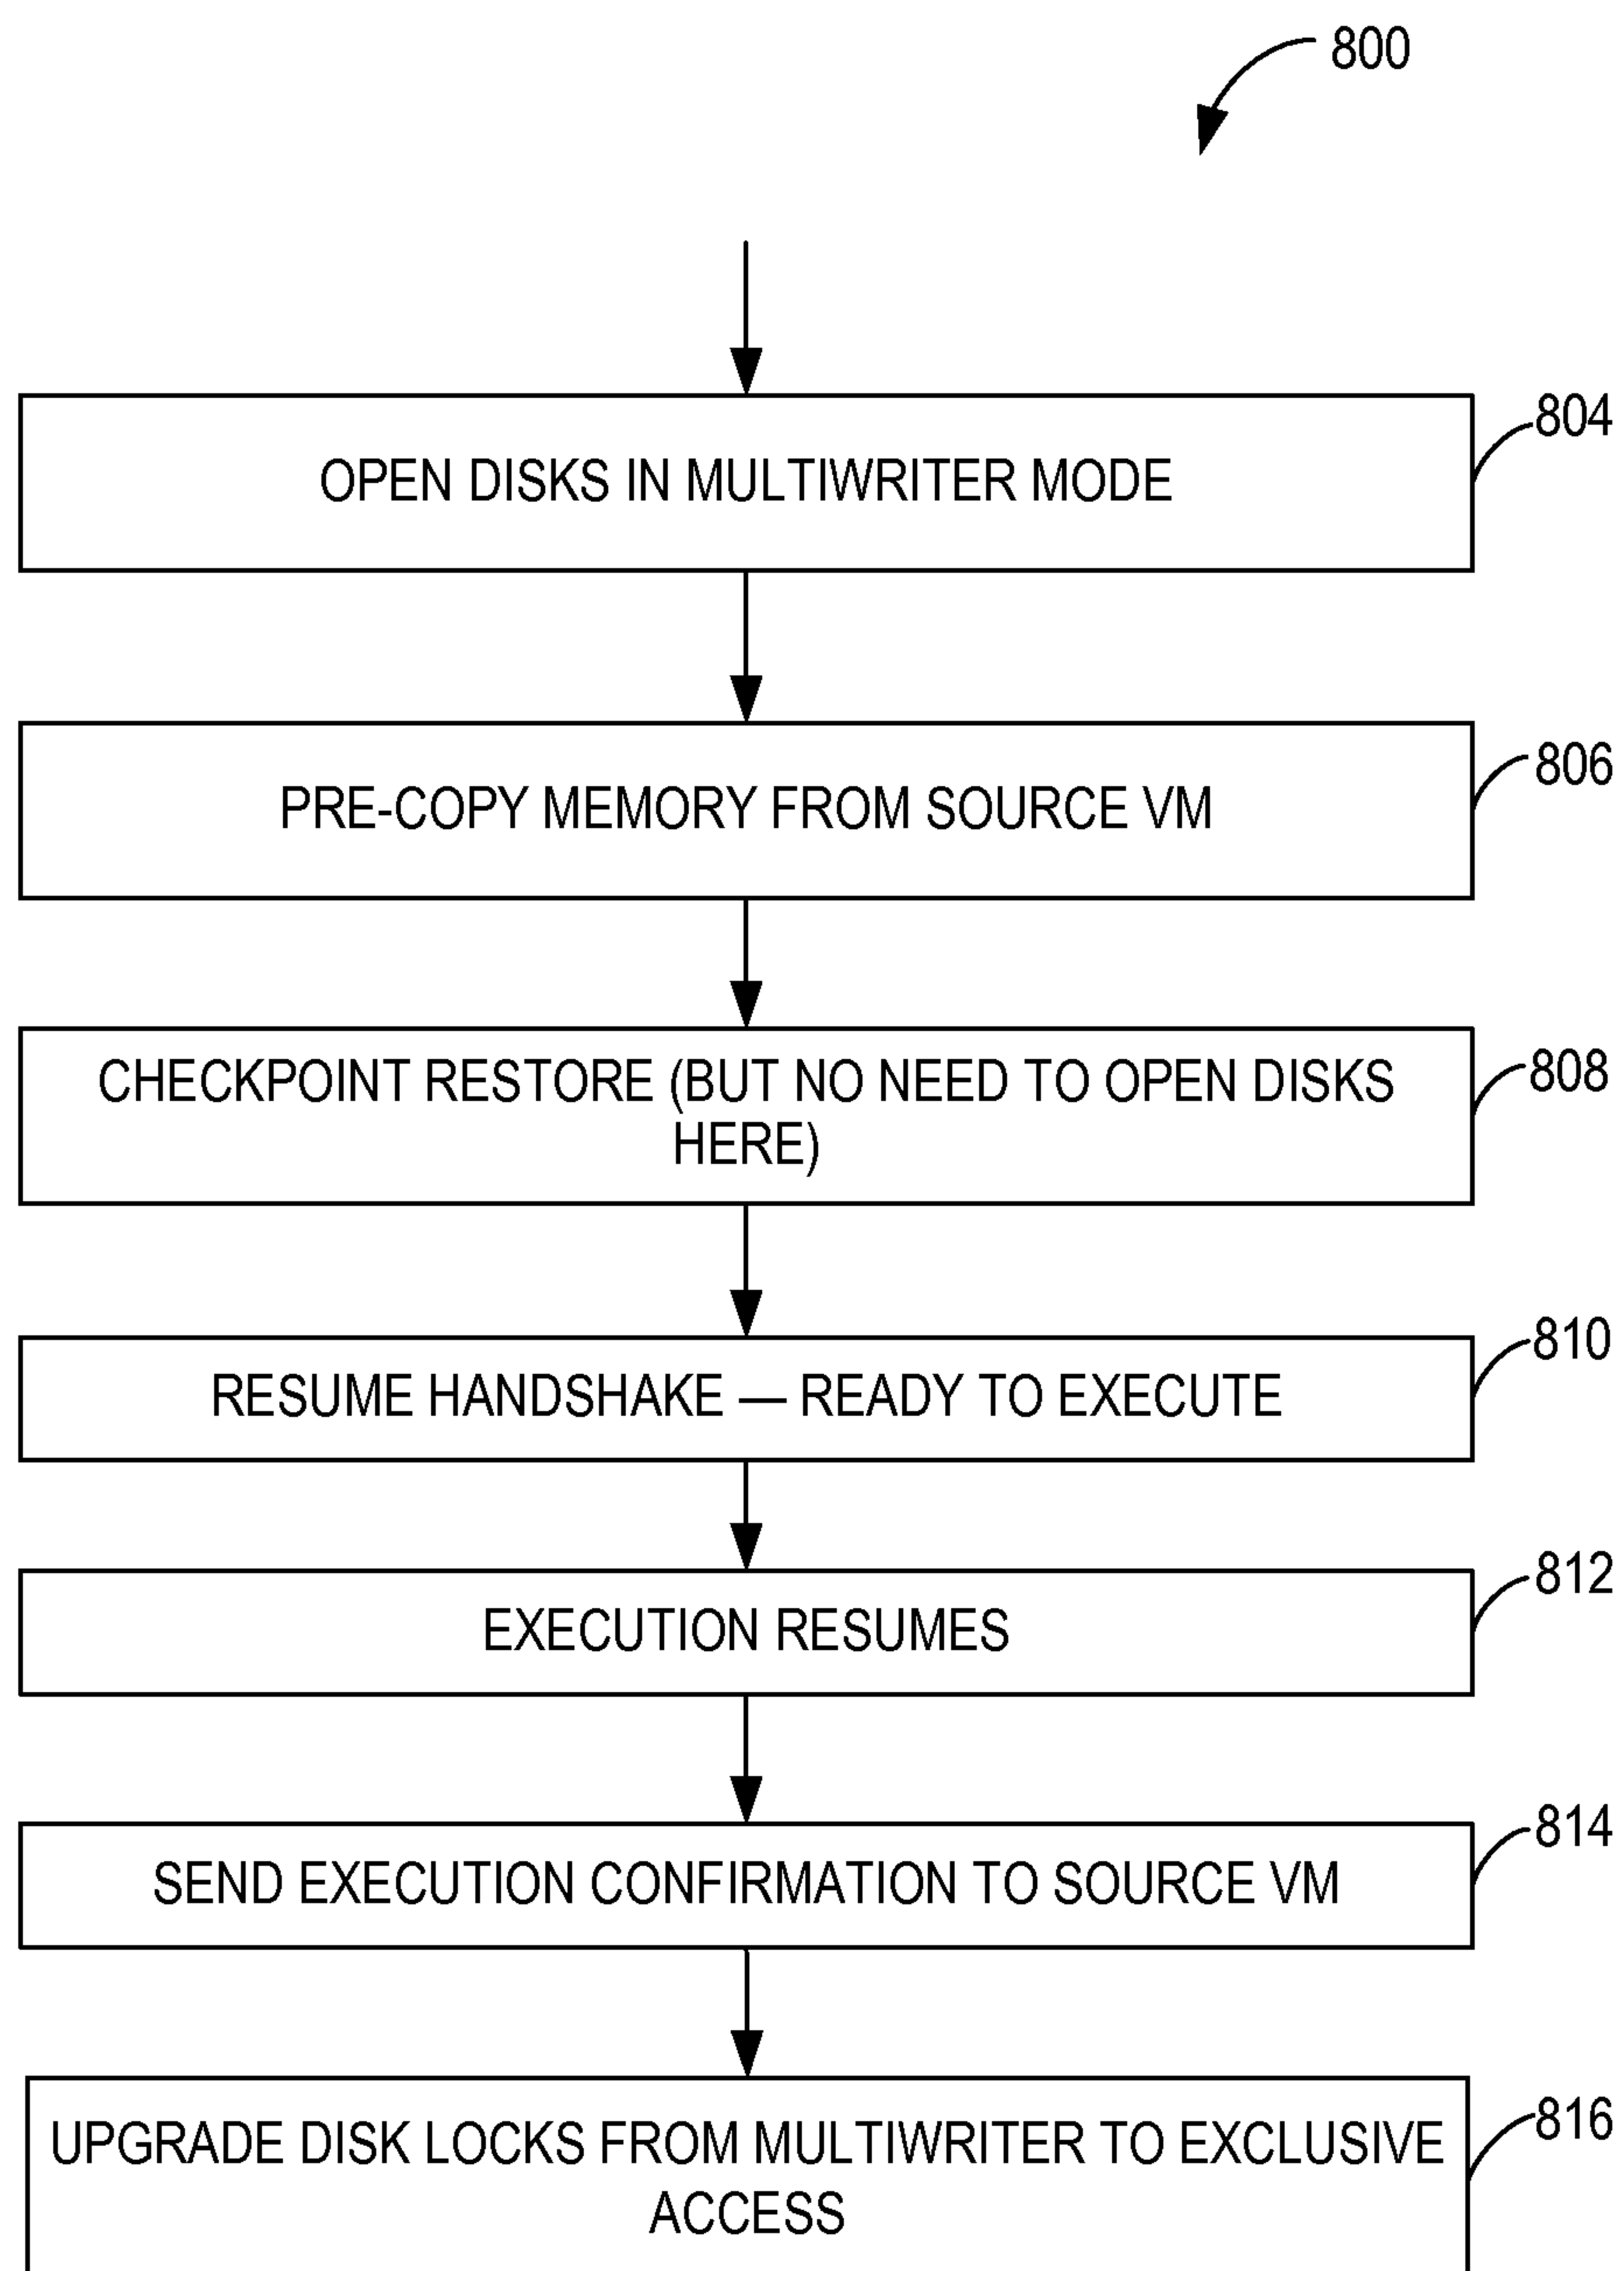 800
804
OPEN DISKS IN MULTIWRITER MODE
806
PRE-COPY MEMORY FROM SOURCE VM
808
CHECKPOINT RESTORE (BUT NO NEED TO OPEN DISKS
HERE)
810
RESUME HANDSHAKE — READY TO EXECUTE
812
EXECUTION RESUMES
814
SEND EXECUTION CONFIRMATION TO SOURCE VM
816
UPGRADE DISK LOCKS FROM MULTIWRITER TO EXCLUSIVE
ACCESS